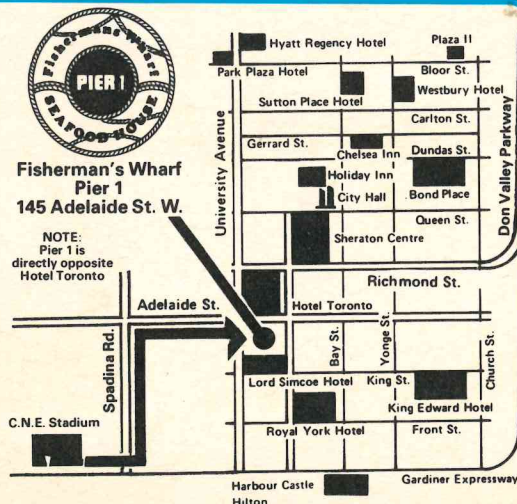 Fishermans Wharf
PIER 1
SEAFOOD HOUSE
Fisherman's Wharf
Pier 1
145 Adelaide St. W.
NOTE:
Pier 1 is
directly opposite
Hotel Toronto
Hyatt Regency Hotel
Plaza II
Park Plaza Hotel
Bloor St.
Sutton Place Hotel
Westbury Hotel
Carlton St.
Gerrard St.
Dundas St.
Chelsea Inn
Holiday Inn
Bond Place
City Hall
Queen St.
University Avenue
Don Valley Parkway
Sheraton Centre
Richmond St.
Adelaide St.
Hotel Toronto
Spadina Rd.
Bay St.
Yonge St.
Church St.
Lord Simcoe Hotel
King St.
King Edward Hotel
C.N.E. Stadium
Royal York Hotel
Front St.
Harbour Castle
Hilton
Gardiner Expressway